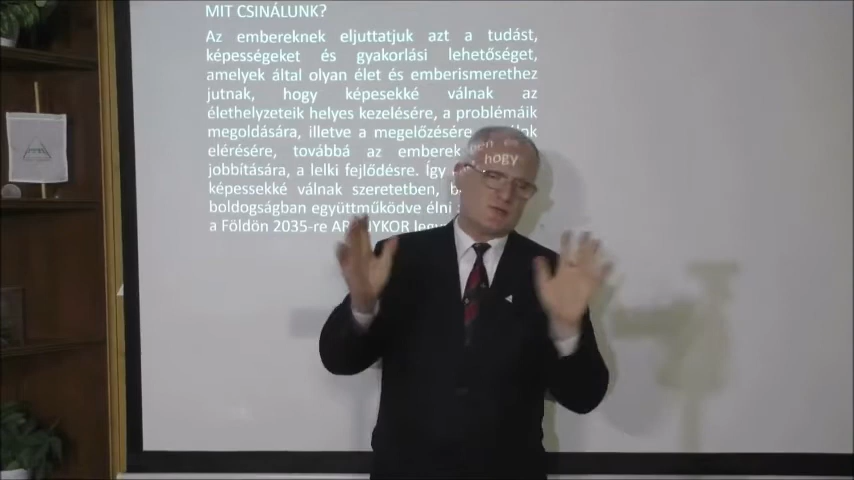 MIT CSINÁLUNK?
Az embereknek eljuttatjuk azt a tudást,
képességeket és gyakorlási lehetőséget,
amelyek által olyan élet és emberismerethez
jutnak, hogy képesekké válnak az
élethelyzeteik helyes kezelésére, a problémáik
megoldására, illetve a megelőzésére
elérésére, továbbá az emberek hogy
jobbítására, a lelki fejlődésre. Így
képessekké válnak szeretetben,
boldogságban együttműködve élni
a Földön 2035-re